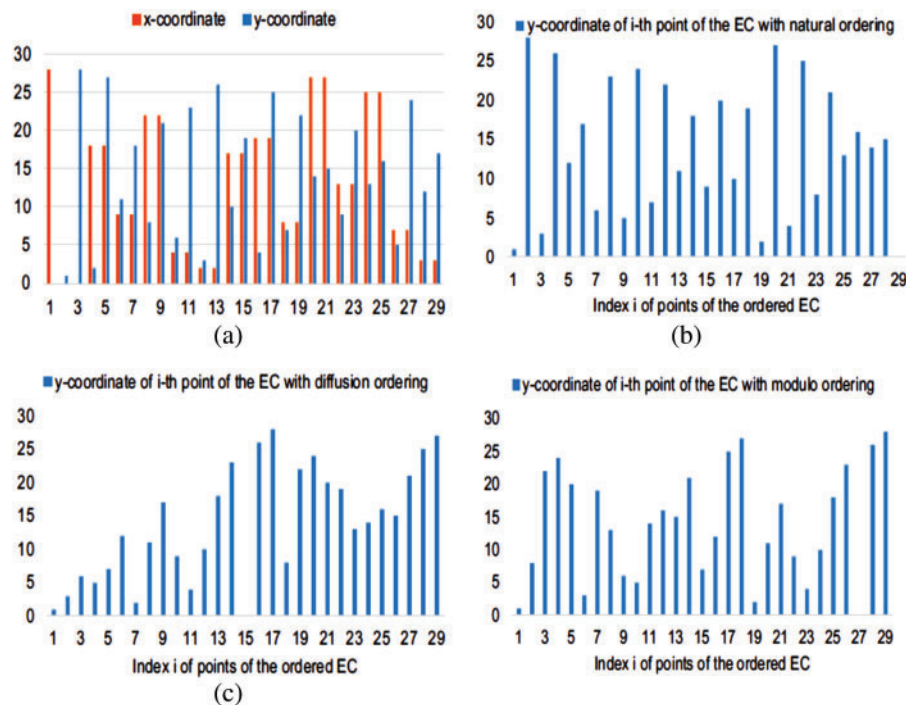 x-coordinate y-coordinate
30
25
20
15
10
5
0
1 3 5 7 9 11 13 15 17 19 21 23 25 27 29
(a)
y-coordinate of i-th point of the EC with natural ordering
30
25
20
15
10
5
0
1 3 5 7 9 11 13 15 17 19 21 23 25 27 29
Index i of points of the ordered EC
(b)
y-coordinate of i-th point of the EC with diffusion ordering
30
25
20
15
10
5
0
1 3 5 7 9 11 13 15 17 19 21 23 25 27 29
Index i of points of the ordered EC
(c)
y-coordinate of i-th point of the EC with modulo ordering
30
25
20
15
10
5
0
1 3 5 7 9 11 13 15 17 19 21 23 25 27 29
Index i of points of the ordered EC